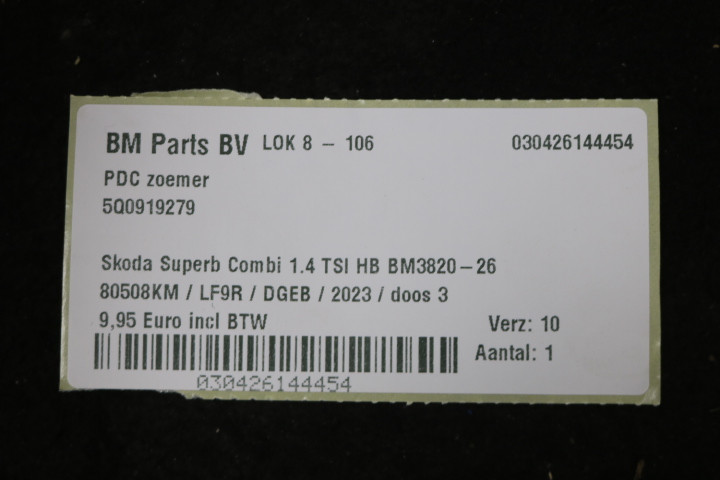 BM Parts BV LOK 8 – 106 030426144454
PDC zoemer
5Q0919279
Skoda Superb Combi 1.4 TSI HB BM3820–26
80508KM / LF9R / DGEB / 2023 / doos 3
9,95 Euro incl BTW Verz: 10
Aantal: 1
030426144454